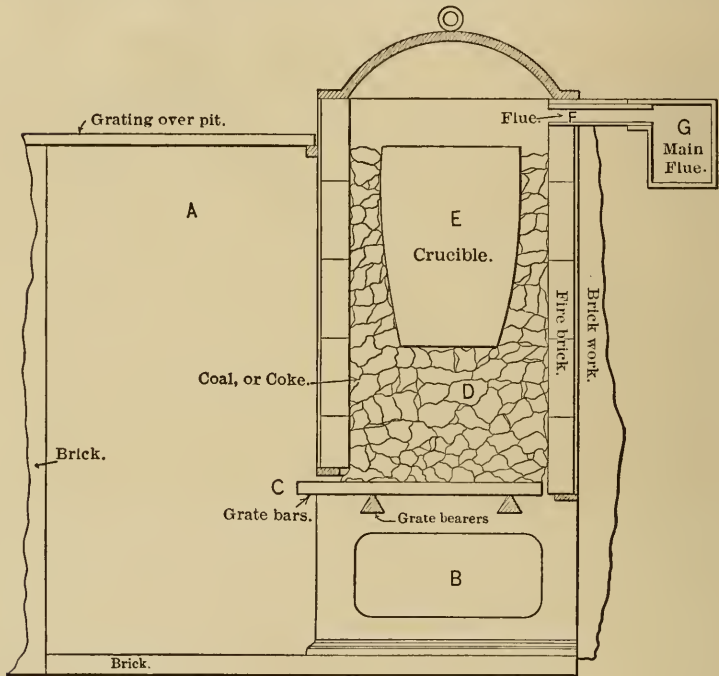 Grating over pit.
Flue. F
G
Main
Flue.
A
E
Crucible.
Fire brick.
Brick work.
Coal, or Coke.
D
Brick.
C
Grate bars.
Grate bearers
B
Brick.